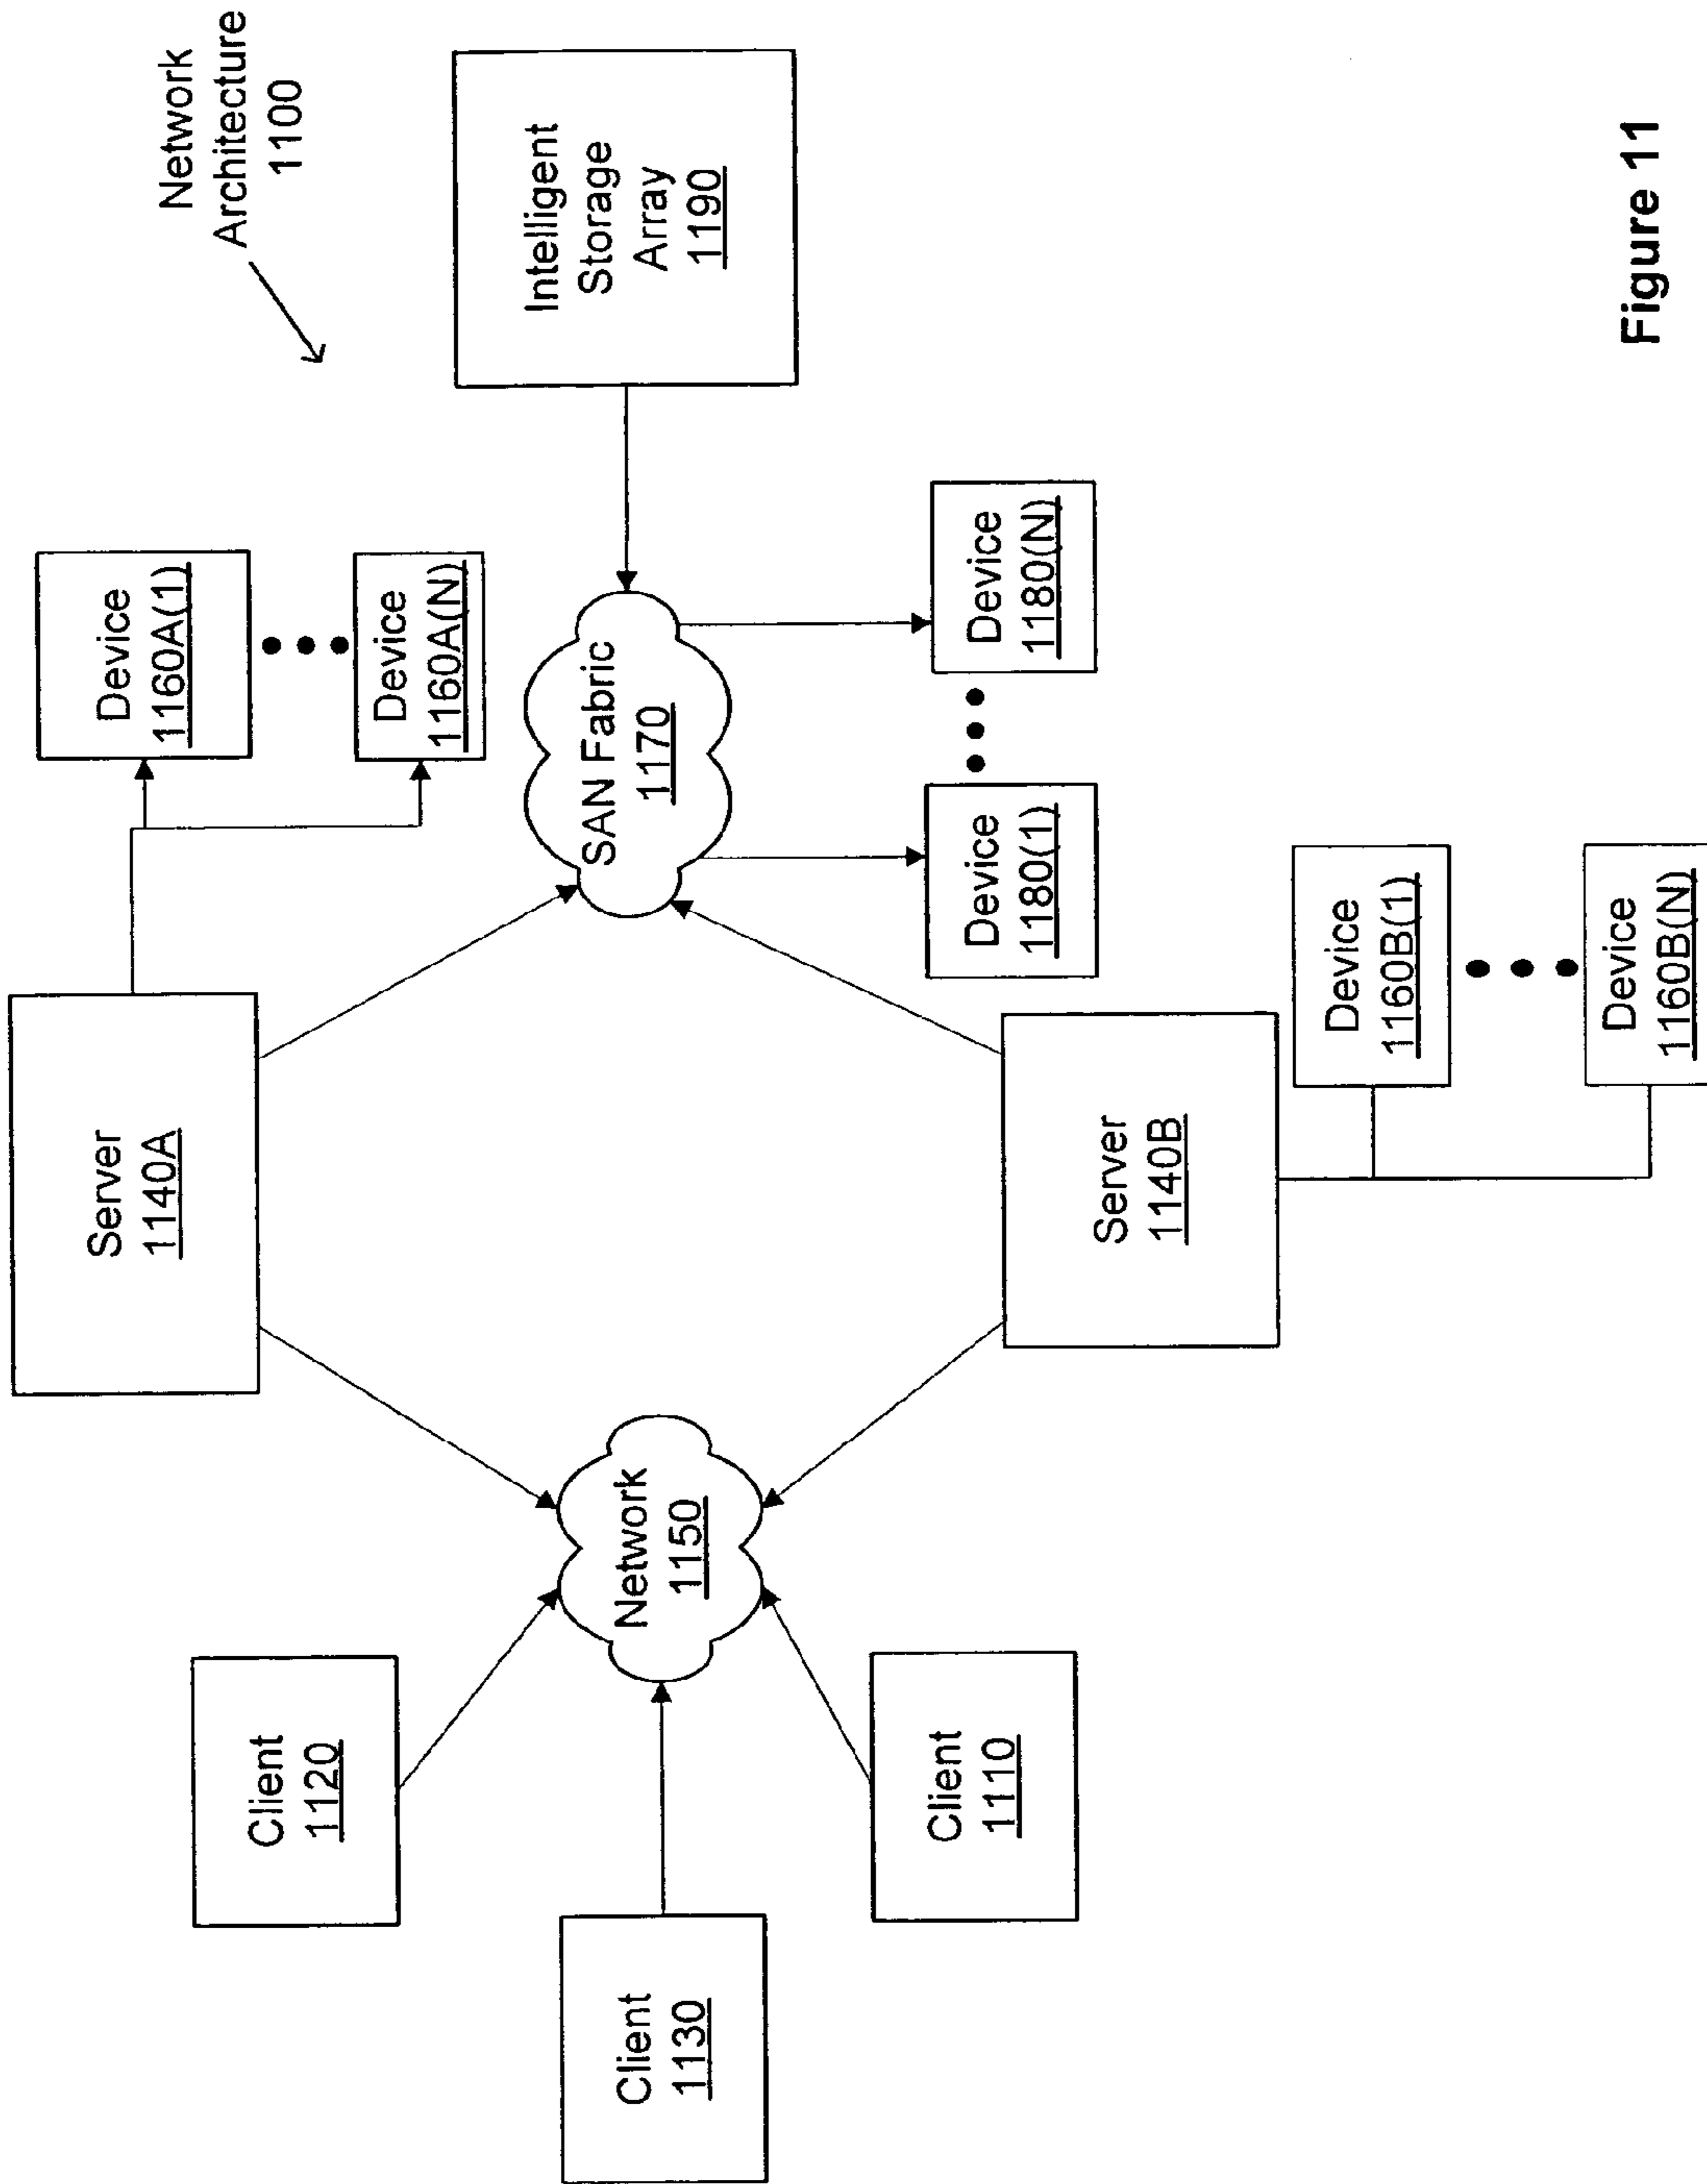 Network
Architecture
1100
Device
1160A(1)
Device
1160A(N)
Server
1140A
Client
1120
Intelligent
Storage
Array
1190
SAN Fabric
1170
Network
1150
Client
1130
Device
1180(N)
Device
1180(1)
Server
1140B
Client
1110
Device
1160B(1)
Device
1160B(N)
Figure 11